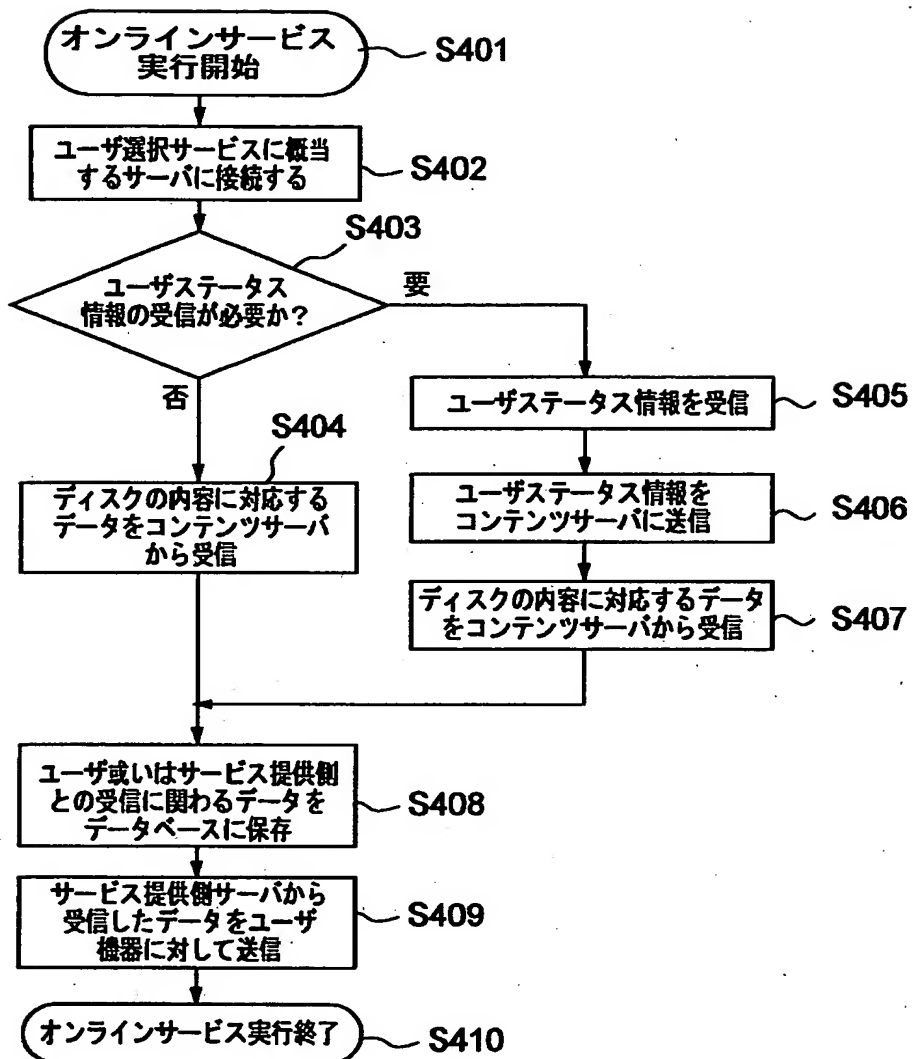 オンラインサービス
実行開始
S401
ユーザ選択サービスに概当
するサーバに接続する
S402
S403
ユーザステータス
情報の受信が必要か？
要
否
ユーザステータス情報を受信
S405
S404
ディスクの内容に対応する
データをコンテンツサーバ
から受信
ユーザステータス情報を
コンテンツサーバに送信
S406
ディスクの内容に対応するデータ
をコンテンツサーバから受信
S407
ユーザ或いはサービス提供側
との受信に関わるデータを
データベースに保存
S408
サービス提供側サーバから
受信したデータをユーザ
機器に対して送信
S409
オンラインサービス実行終了
S410